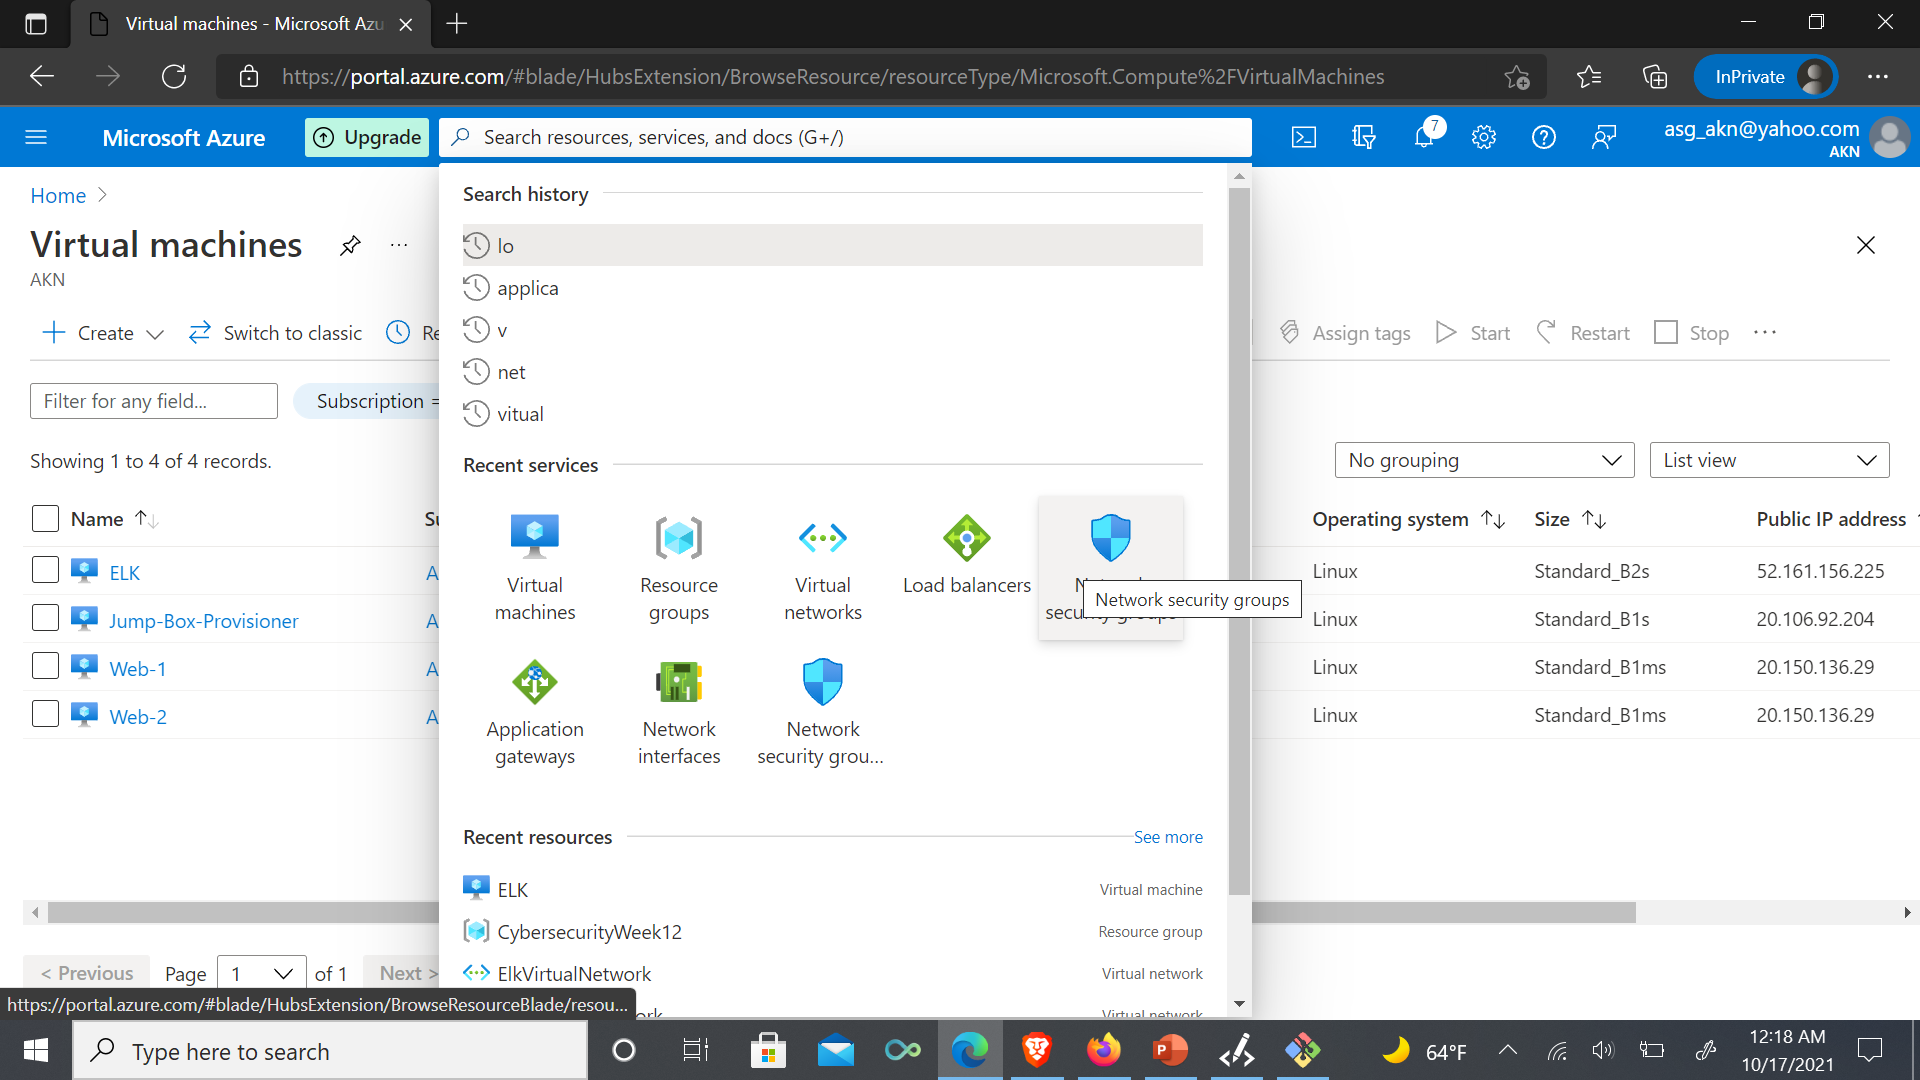 Virtual machines - Microsoft Azu
https://portal.azure.com/#blade/HubsExtension/BrowseResource/resourceType/Microsoft.Compute%2FVirtualMachines
InPrivate
Microsoft Azure
Upgrade
Search resources, services, and docs (G+/)
7
asg_akn@yahoo.com
AKN
Home
Virtual machines
AKN
Create
Switch to classic
Re
Assign tags
Start
Restart
Stop
Filter for any field...
Subscription =
Showing 1 to 4 of 4 records.
No grouping
List view
Name
Su
Operating system
Size
Public IP address
ELK
A
Linux
Standard_B2s
52.161.156.225
Jump-Box-Provisioner
A
Linux
Standard_B1s
20.106.92.204
Web-1
A
Linux
Standard_B1ms
20.150.136.29
Web-2
A
Linux
Standard_B1ms
20.150.136.29
< Previous
Page
1
of 1
Next >
Search history
lo
applica
v
net
vitual
Recent services
Virtual
machines
Resource
groups
Virtual
networks
Load balancers
Network security groups
Application
gateways
Network
interfaces
Network
security grou...
Recent resources
See more
ELK
Virtual machine
CybersecurityWeek12
Resource group
ElkVirtualNetwork
Virtual network
Virtual network
https://portal.azure.com/#blade/HubsExtension/BrowseResourceBlade/resou...
Type here to search
64°F
12:18 AM
10/17/2021